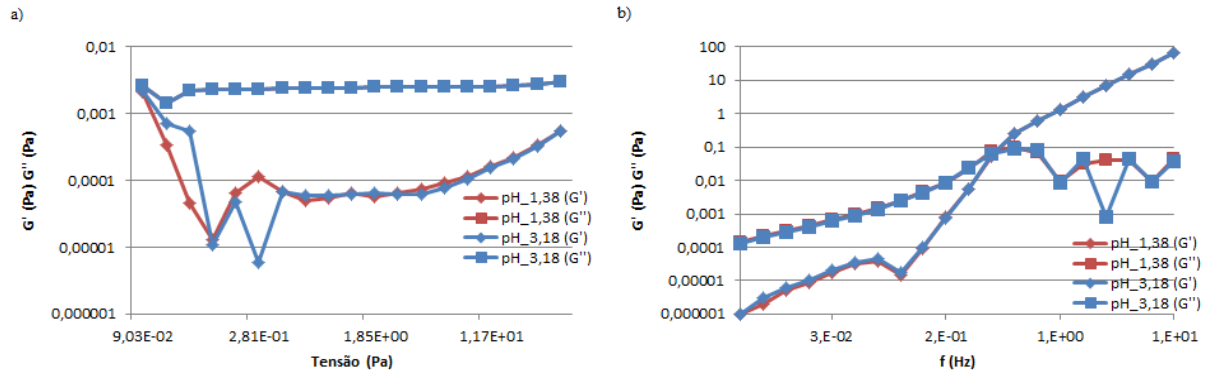 a)
0,01
0,001
0,0001
0,00001
0,000001
G' (Pa) G'' (Pa)
9,03E-02
2,81E-01
1,85E+00
1,17E+01
Tensão (Pa)
pH_1,38 (G')
pH_1,38 (G'')
pH_3,18 (G')
pH_3,18 (G'')
b)
100
10
1
0,1
0,01
0,001
0,0001
0,00001
0,000001
G' (Pa) G'' (Pa)
3,E-02
2,E-01
1,E+00
1,E+01
f (Hz)
pH_1,38 (G')
pH_1,38 (G'')
pH_3,18 (G')
pH_3,18 (G'')